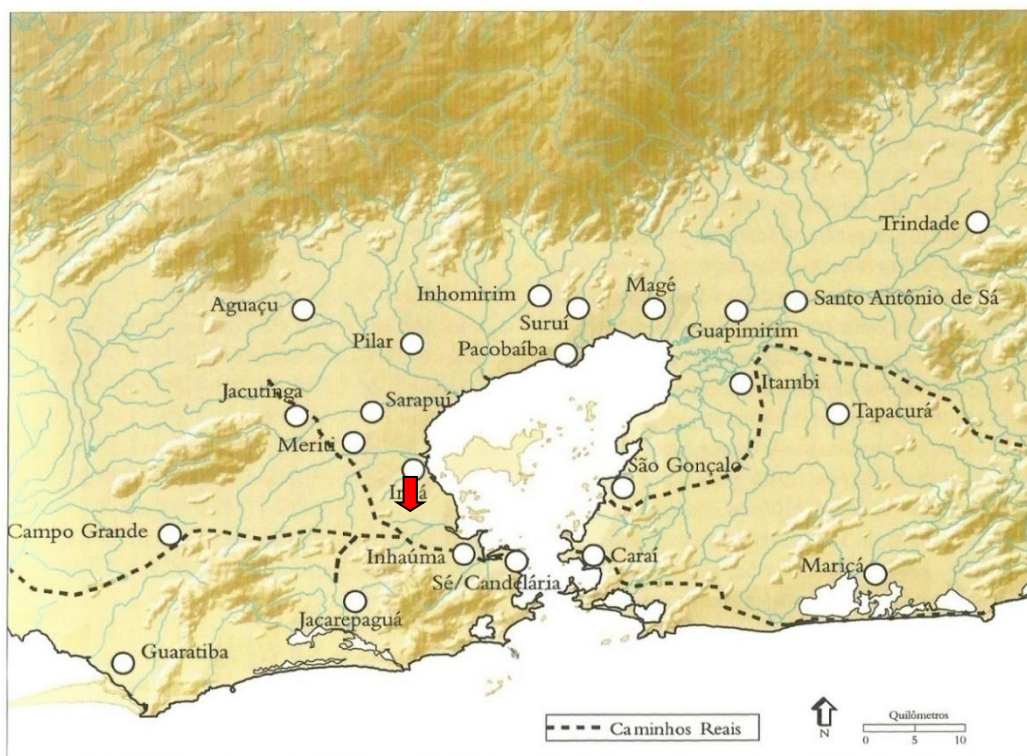 Trindade
Inhomirim
Magé
Santo Antônio de Sá
Aguaçu
Suruí
Guapimirim
Pilar
Pacobaíba
Itambi
Jacutinga
Sarapuí
Tapacurá
Meriti
São Gonçalo
Campo Grande
Inhaúma
Caraí
Sé/Candelária
Maricá
Jacarepaguá
Guaratiba
Caminhos Reais
N
Quilômetros
0 5 10